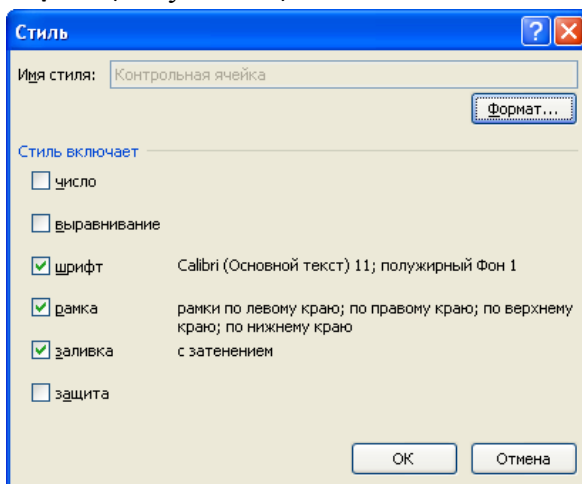 Стиль
Имя стиля: Контрольная ячейка
Формат...
Стиль включает
число
выравнивание
шрифт Calibri (Основной текст) 11; полужирный Фон 1
рамка рамки по левому краю; по правому краю; по верхнему
краю; по нижнему краю
заливка с затенением
защита
ОК Отмена